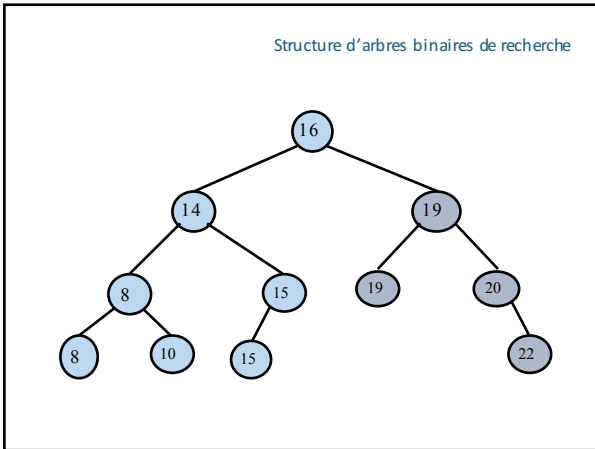 Structure d’arbres binaires de recherche
16
14 19
8 15 19 20
8 10 15 22